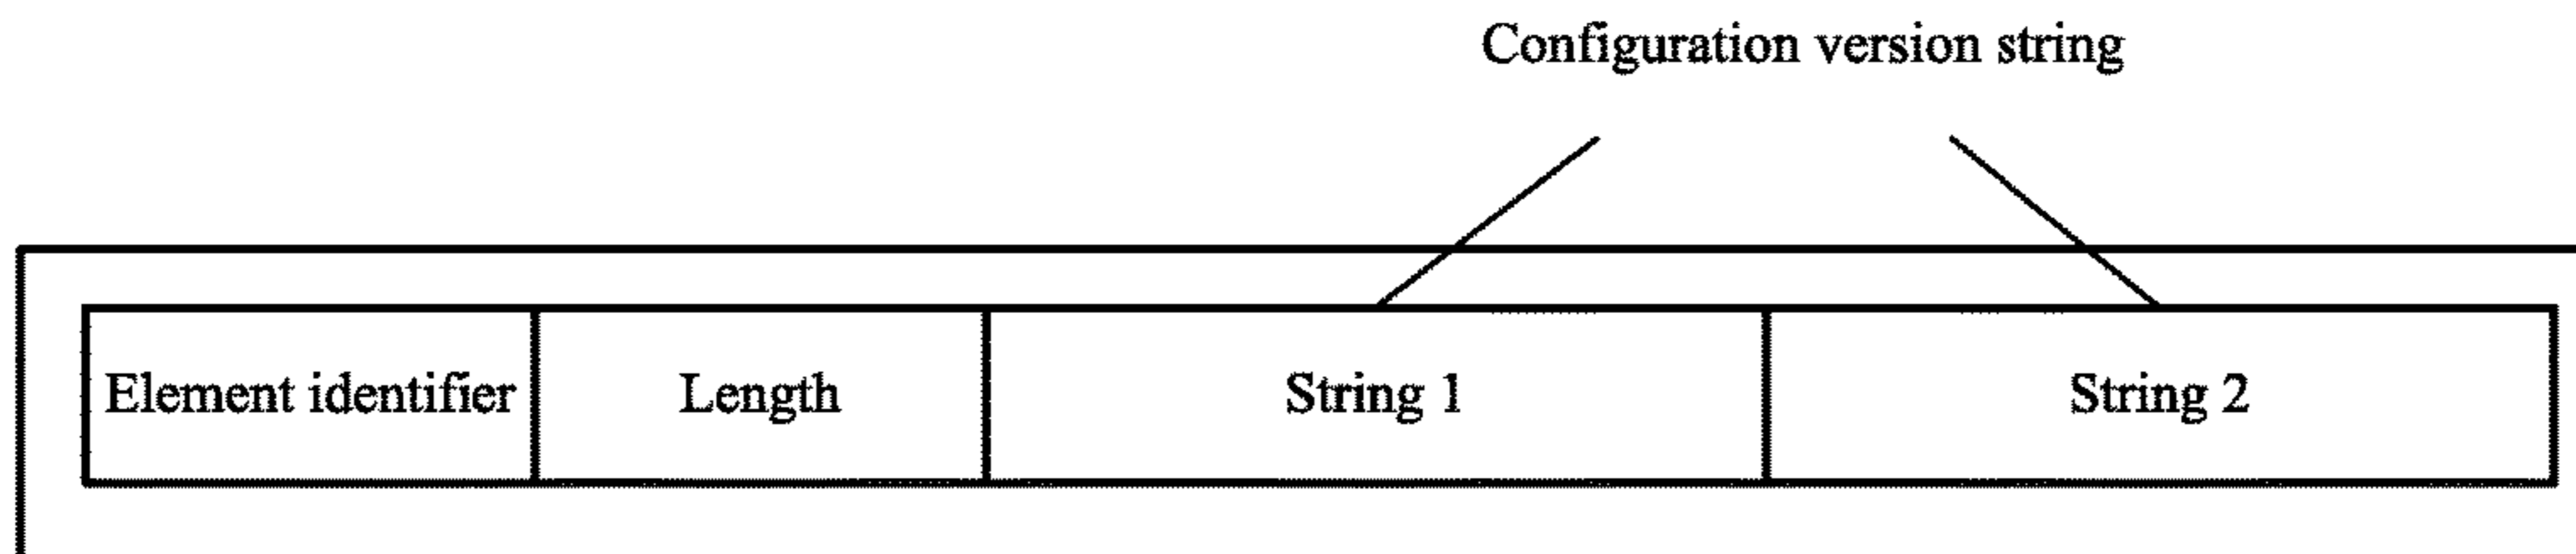 Configuration version string
Element identifier Length String 1 String 2